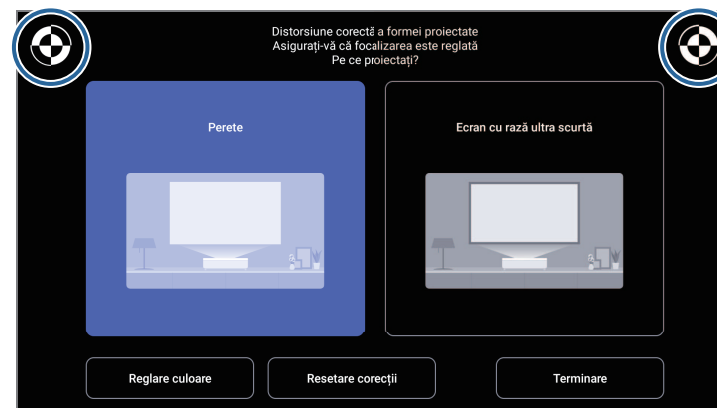 Distorsiune corectă a formei proiectate
Asigurați-vă că focalizarea este reglată
Pe ce proiectați?
Perete
Ecran cu rază ultra scurtă
Reglare culoare
Resetare corecții
Terminare